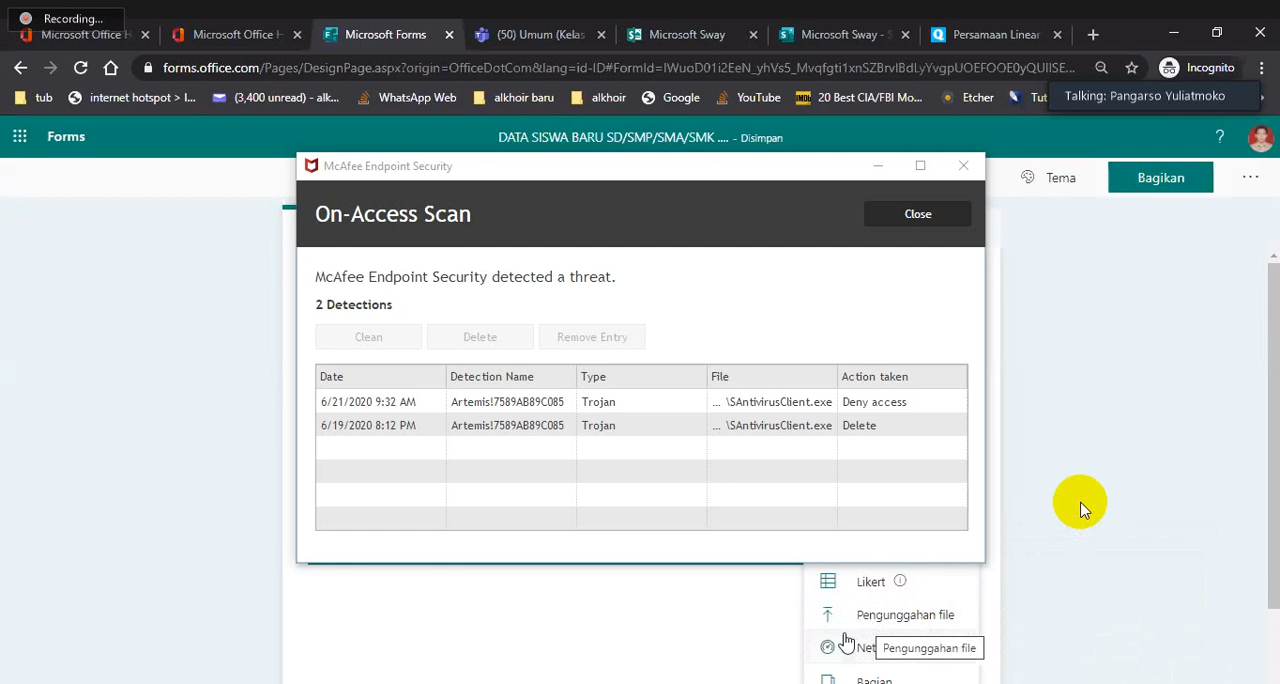 Recording...
Microsoft Office H
Microsoft Office H
Microsoft Forms
(50) Umum (Kelas
Microsoft Sway
Microsoft Sway -
Persamaan Linear
forms.office.com/Pages/DesignPage.aspx?origin=OfficeDotCom&lang=id-ID#FormId=
Incognito
tub
internet hotspot > I...
(3,400 unread) - alk...
WhatsApp Web
alkhoir baru
alkhoir
Google
YouTube
20 Best CIA/FBI Mo...
Etcher
Tut
Talking: Pangarso Yuliatmoko
Forms
DATA SISWA BARU SD/SMP/SMA/SMK .... - Disimpan
?
McAfee Endpoint Security
Tema
Bagikan
...
On-Access Scan
Close
McAfee Endpoint Security detected a threat.
2 Detections
Clean
Delete
Remove Entry
Date
Detection Name
Type
File
Action taken
6/21/2020 9:32 AM
Artemis!7589AB89C085
Trojan
... \SAntivirusClient.exe
Deny access
6/19/2020 8:12 PM
Artemis!7589AB89C085
Trojan
... \SAntivirusClient.exe
Delete
Likert
Pengunggahan file
Net
Pengunggahan file
Bagian